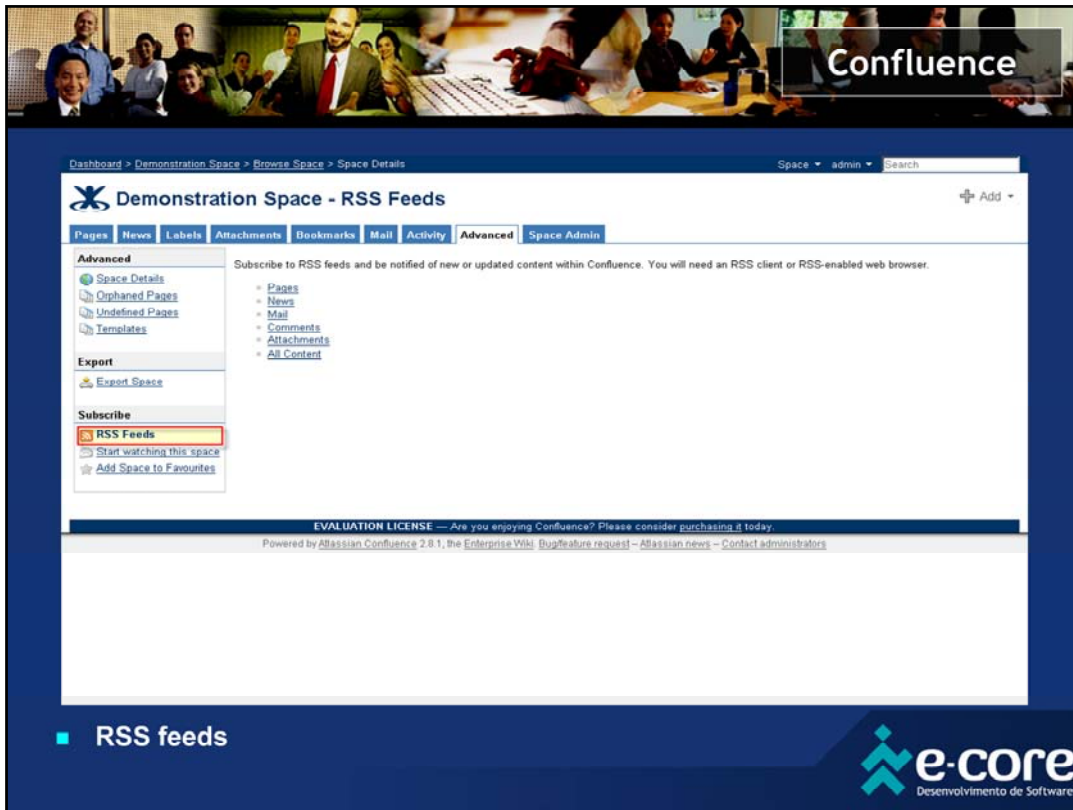 Confluence
Dashboard > Demonstration Space > Browse Space > Space Details
Space admin Search
Demonstration Space - RSS Feeds
Add
Pages News Labels Attachments Bookmarks Mail Activity Advanced Space Admin
Advanced
Space Details
Orphaned Pages
Undefined Pages
Templates
Export
Export Space
Subscribe
RSS Feeds
Start watching this space
Add Space to Favourites
Subscribe to RSS feeds and be notified of new or updated content within Confluence. You will need an RSS client or RSS-enabled web browser.
Pages
News
Mail
Comments
Attachments
All Content
EVALUATION LICENSE — Are you enjoying Confluence? Please consider purchasing it today.
Powered by Atlassian Confluence 2.8.1, the Enterprise Wiki. Bug/feature request – Atlassian news – Contact administrators
RSS feeds
e-core
Desenvolvimento de Software